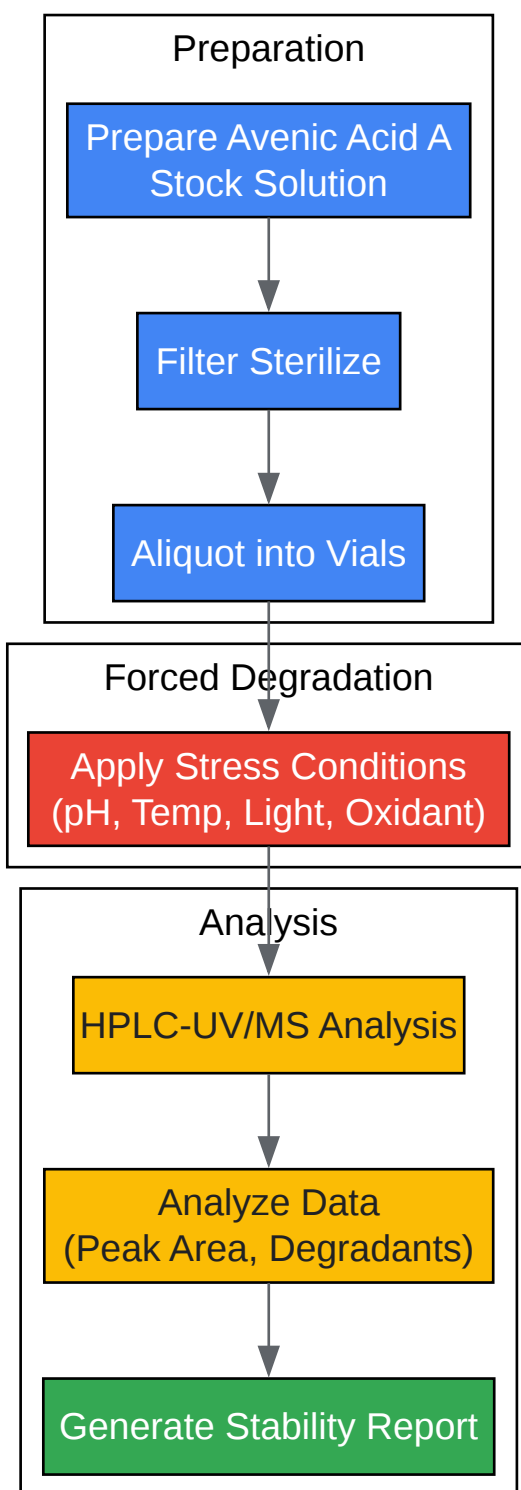 Preparation
Prepare Avenic Acid A
Stock Solution
Filter Sterilize
Aliquot into Vials
Forced Degradation
Apply Stress Conditions
(pH, Temp, Light, Oxidant)
Analysis
HPLC-UV/MS Analysis
Analyze Data
(Peak Area, Degradants)
Generate Stability Report